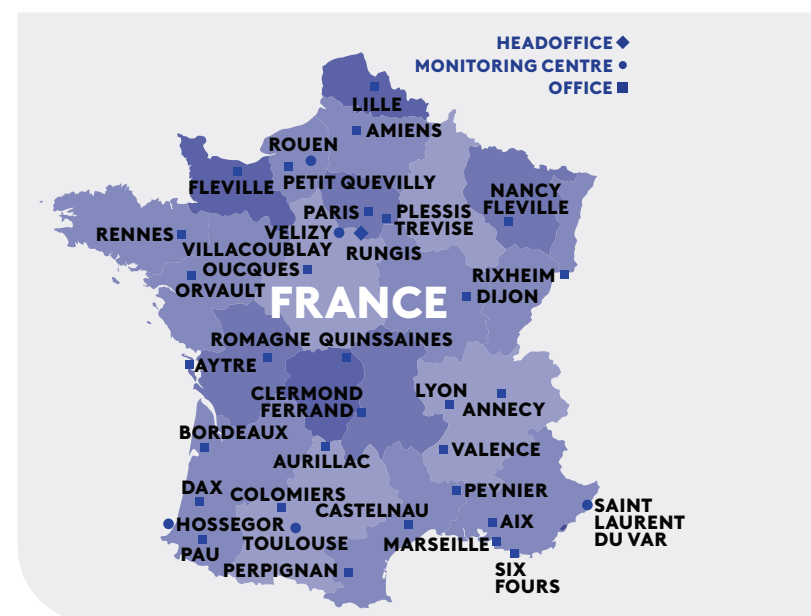 HEADOFFICE
MONITORING CENTRE
OFFICE
LILLE
AMIENS
ROUEN
PETIT QUEVILLY
FLEVILLE
NANCY
FLEVILLE
PARIS
PLESSIS
TREVISE
RENNES
VELIZY
VILLACOUBLAY
RUNGIS
OUCQUES
ORVAULT
RIXHEIM
DIJON
FRANCE
ROMAGNE
QUINSSAINES
AYTRE
CLERMOND
FERRAND
LYON
ANNECY
BORDEAUX
AURILLAC
VALENCE
DAX
COLOMIERS
CASTELNAU
PEYNIER
HOSSEGOR
TOULOUSE
MARSEILLE
AIX
SAINT
LAURENT
DU VAR
PAU
PERPIGNAN
SIX
FOURS